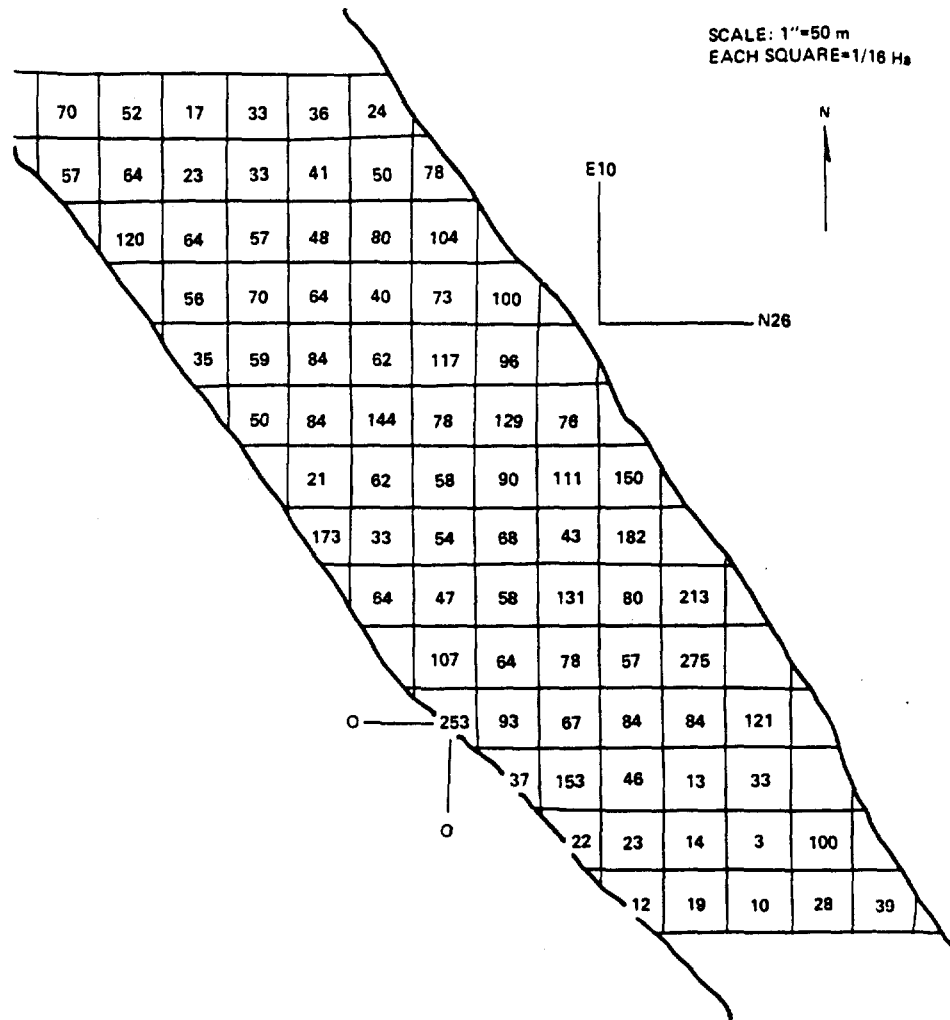 SCALE: 1"=50 m
EACH SQUARE=1/16 Ha
N
70 52 17 33 36 24
57 64 23 33 41 50 78
E10
120 64 57 48 80 104
56 70 64 40 73 100
N26
35 59 84 62 117 96
50 84 144 78 129 76
21 62 58 90 111 150
173 33 54 68 43 182
64 47 58 131 80 213
107 64 78 57 275
O 253 93 67 84 84 121
37 153 46 13 33
O
22 23 14 3 100
12 19 10 28 39